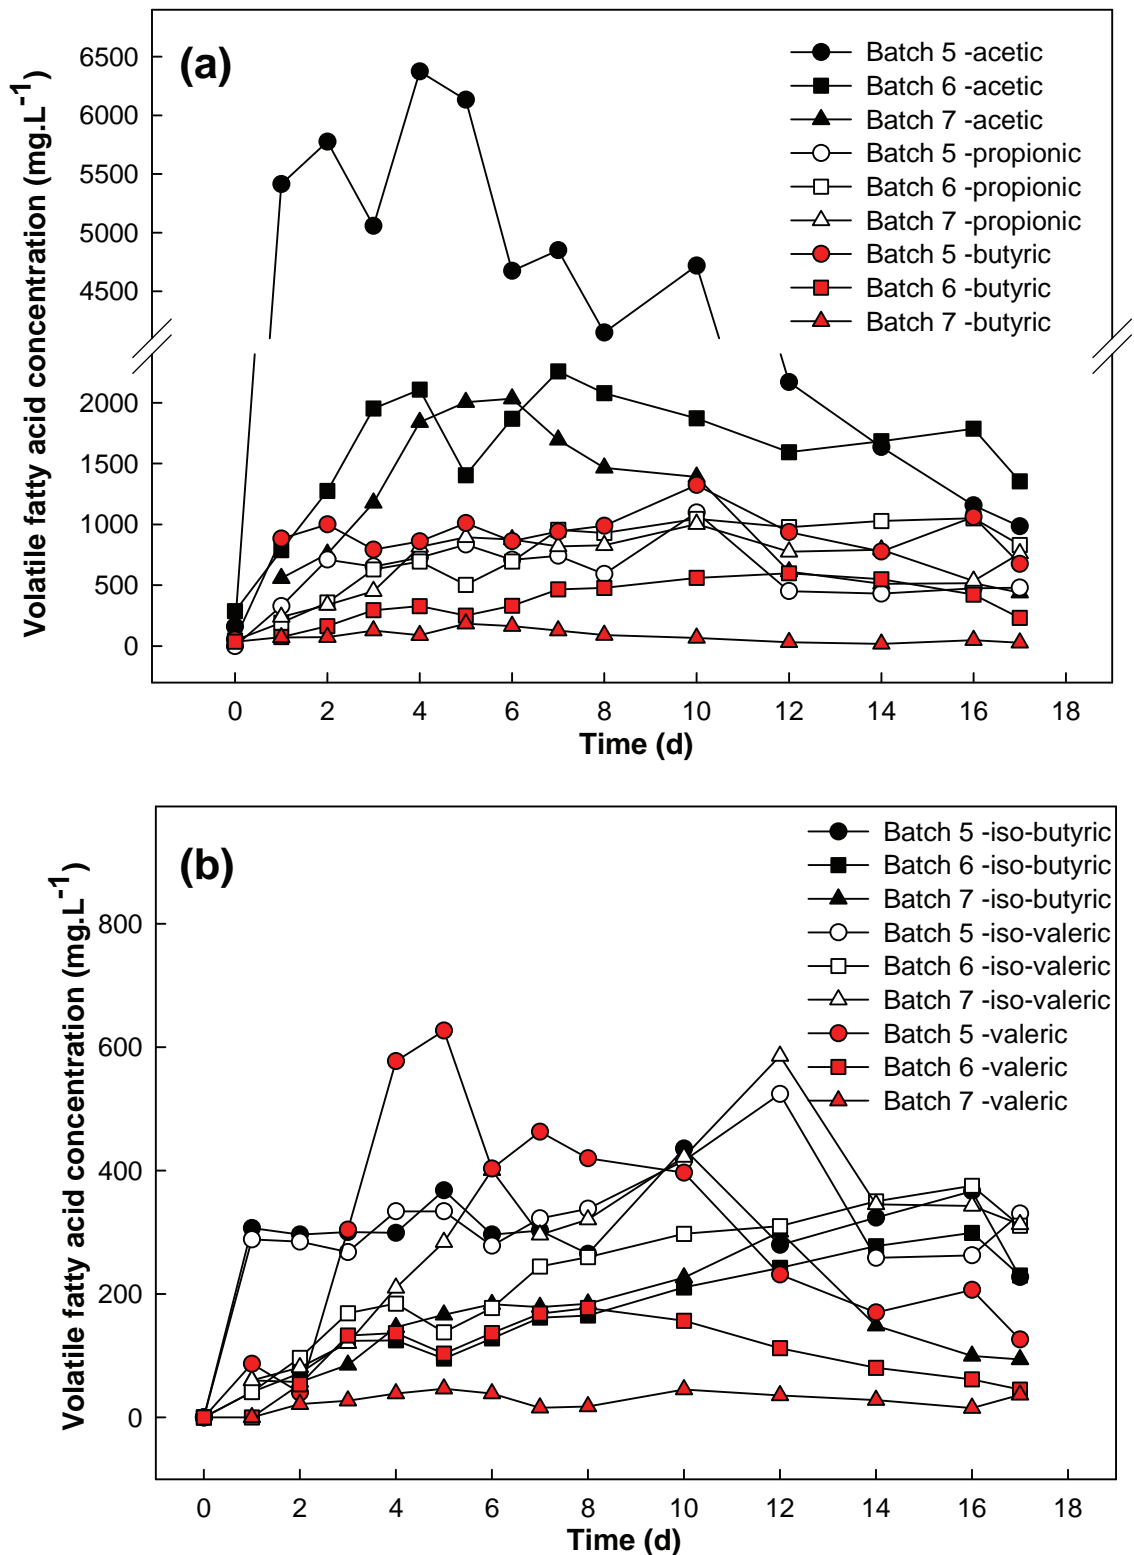 (a)
Volatile fatty acid concentration (mg.L-1)
6500
6000
5500
5000
4500
2000
1500
1000
500
0
Batch 5 -acetic
Batch 6 -acetic
Batch 7 -acetic
Batch 5 -propionic
Batch 6 -propionic
Batch 7 -propionic
Batch 5 -butyric
Batch 6 -butyric
Batch 7 -butyric
0 2 4 6 8 10 12 14 16 18
Time (d)
(b)
Volatile fatty acid concentration (mg.L-1)
800
600
400
200
0
Batch 5 -iso-butyric
Batch 6 -iso-butyric
Batch 7 -iso-butyric
Batch 5 -iso-valeric
Batch 6 -iso-valeric
Batch 7 -iso-valeric
Batch 5 -valeric
Batch 6 -valeric
Batch 7 -valeric
0 2 4 6 8 10 12 14 16 18
Time (d)